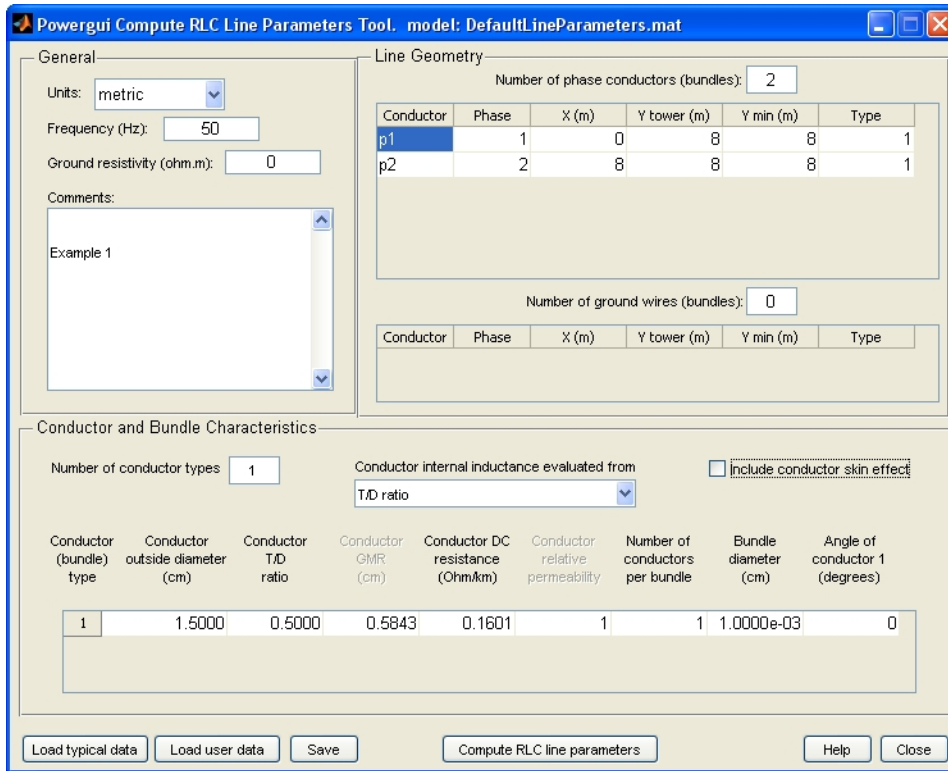 Powergui Compute RLC Line Parameters Tool. model: DefaultLineParameters.mat
General
Units: metric
Frequency (Hz): 50
Ground resistivity (ohm.m): 0
Comments:
Example 1
Line Geometry
Number of phase conductors (bundles): 2
Conductor Phase X (m) Y tower (m) Y min (m) Type
p1 1 0 8 8 1
p2 2 8 8 8 1
Number of ground wires (bundles): 0
Conductor Phase X (m) Y tower (m) Y min (m) Type
Conductor and Bundle Characteristics
Number of conductor types 1
Conductor internal inductance evaluated from
T/D ratio
Include conductor skin effect
Conductor (bundle) type
Conductor outside diameter (cm)
Conductor T/D ratio
Conductor GMR (cm)
Conductor DC resistance (Ohm/km)
Conductor relative permeability
Number of conductors per bundle
Bundle diameter (cm)
Angle of conductor 1 (degrees)
1 1.5000 0.5000 0.5843 0.1601 1 1 1.0000e-03 0
Load typical data Load user data Save Compute RLC line parameters Help Close